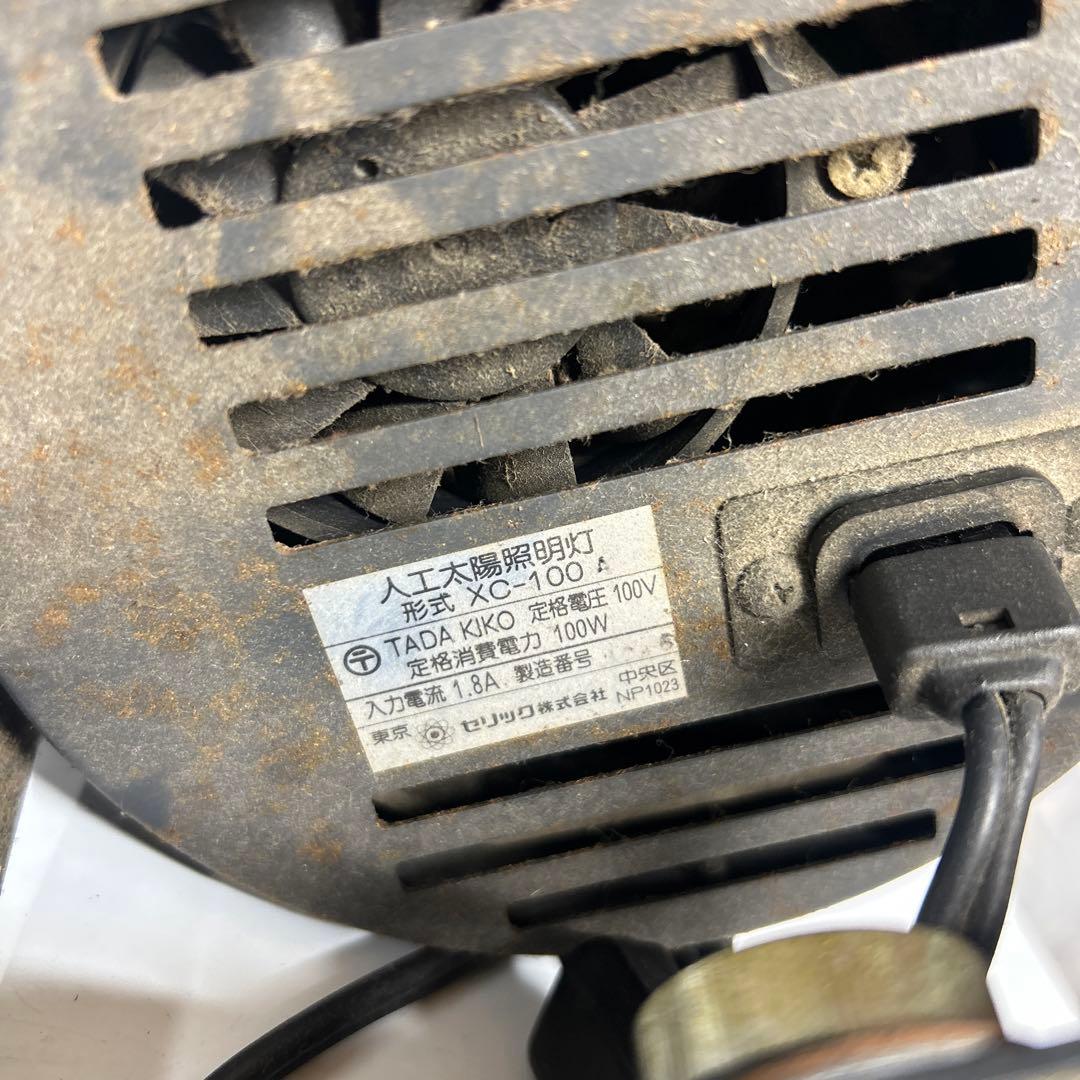 人工太陽照明灯
形式 XC-100 A
〒 TADA KIKO 定格電圧 100V
定格消費電力 100W
入力電流 1.8A 製造番号
東京 セリック株式会社 中央区
NP1023